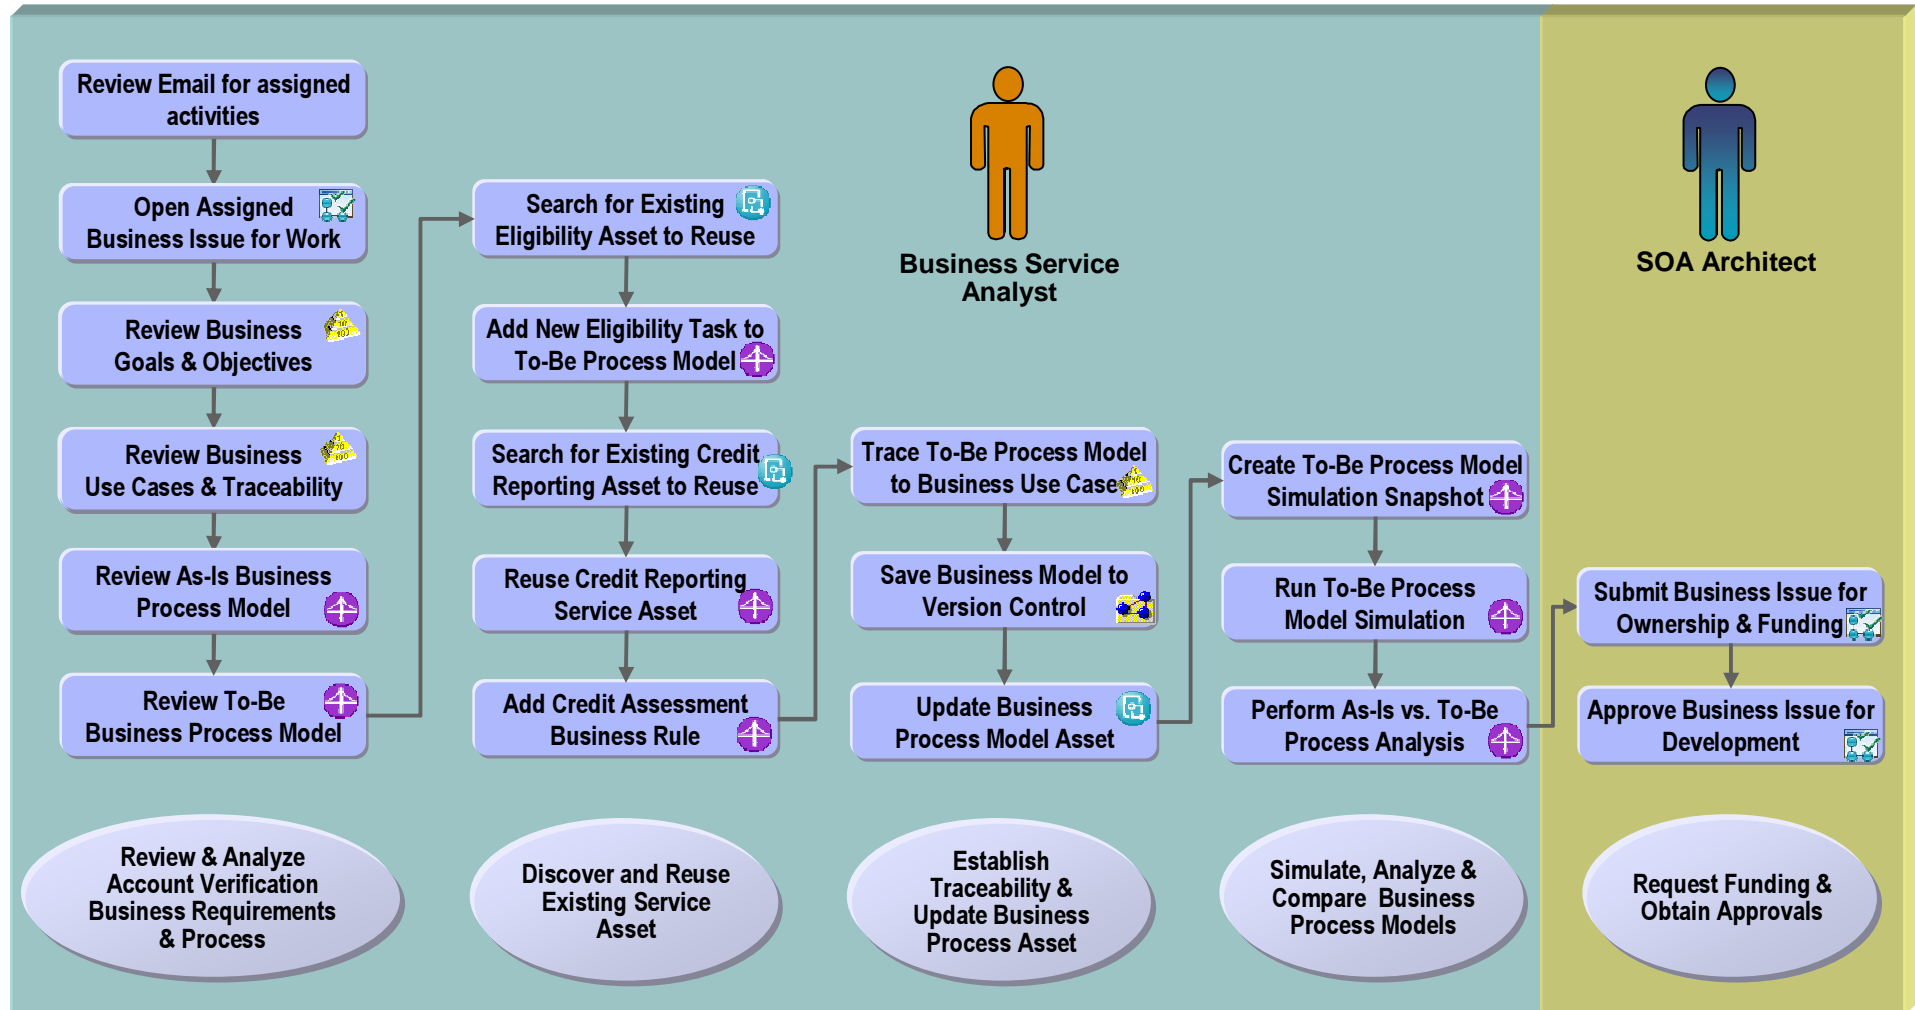 Review Email for assigned
activities
Open Assigned
Business Issue for Work
Review Business
Goals & Objectives
Review Business
Use Cases & Traceability
Review As-Is Business
Process Model
Review To-Be
Business Process Model
Search for Existing
Eligibility Asset to Reuse
Add New Eligibility Task to
To-Be Process Model
Search for Existing Credit
Reporting Asset to Reuse
Reuse Credit Reporting
Service Asset
Add Credit Assessment
Business Rule
Business Service
Analyst
Trace To-Be Process Model
to Business Use Case
Save Business Model to
Version Control
Update Business
Process Model Asset
Create To-Be Process Model
Simulation Snapshot
Run To-Be Process
Model Simulation
Perform As-Is vs. To-Be
Process Analysis
SOA Architect
Submit Business Issue for
Ownership & Funding
Approve Business Issue for
Development
Review & Analyze
Account Verification
Business Requirements
& Process
Discover and Reuse
Existing Service
Asset
Establish
Traceability &
Update Business
Process Asset
Simulate, Analyze &
Compare Business
Process Models
Request Funding &
Obtain Approvals